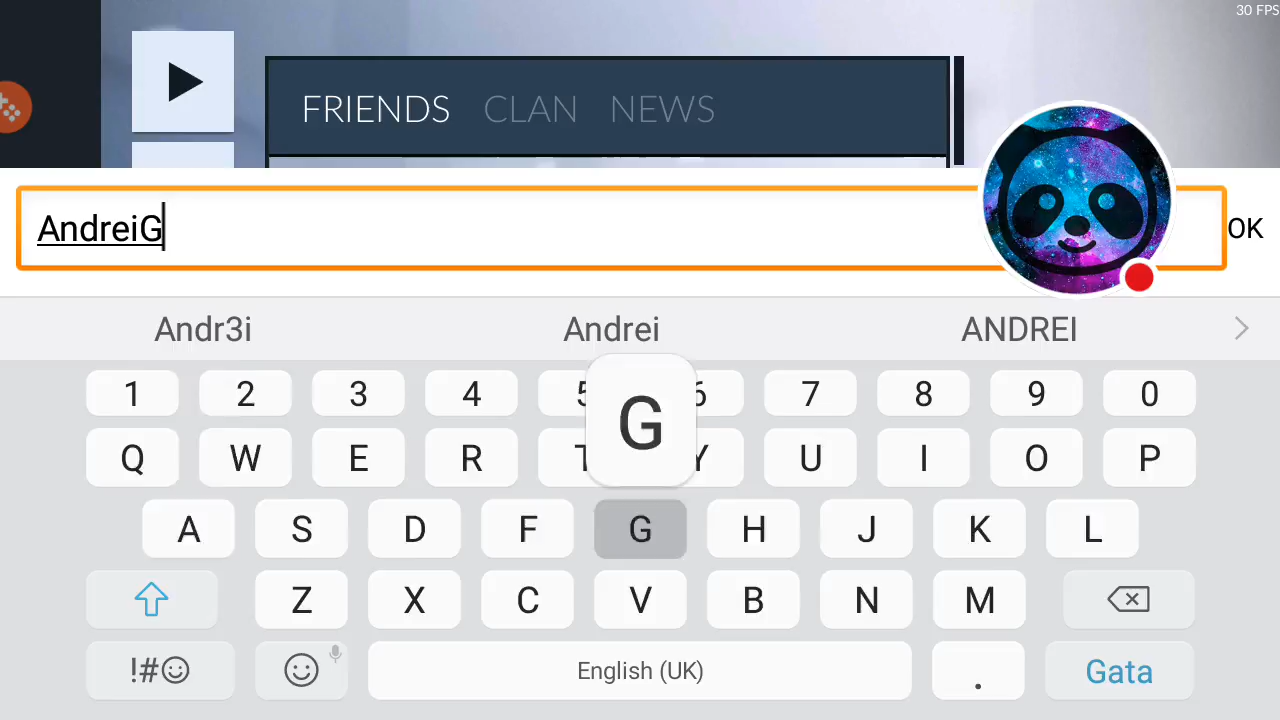 30 FPS
FRIENDS CLAN NEWS
AndreiG
OK
Andr3i Andrei ANDREI
1 2 3 4 5 6 7 8 9 0
G
Q W E R T Y U I O P
A S D F G H J K L
Z X C V B N M
!#☺ English (UK) . Gata